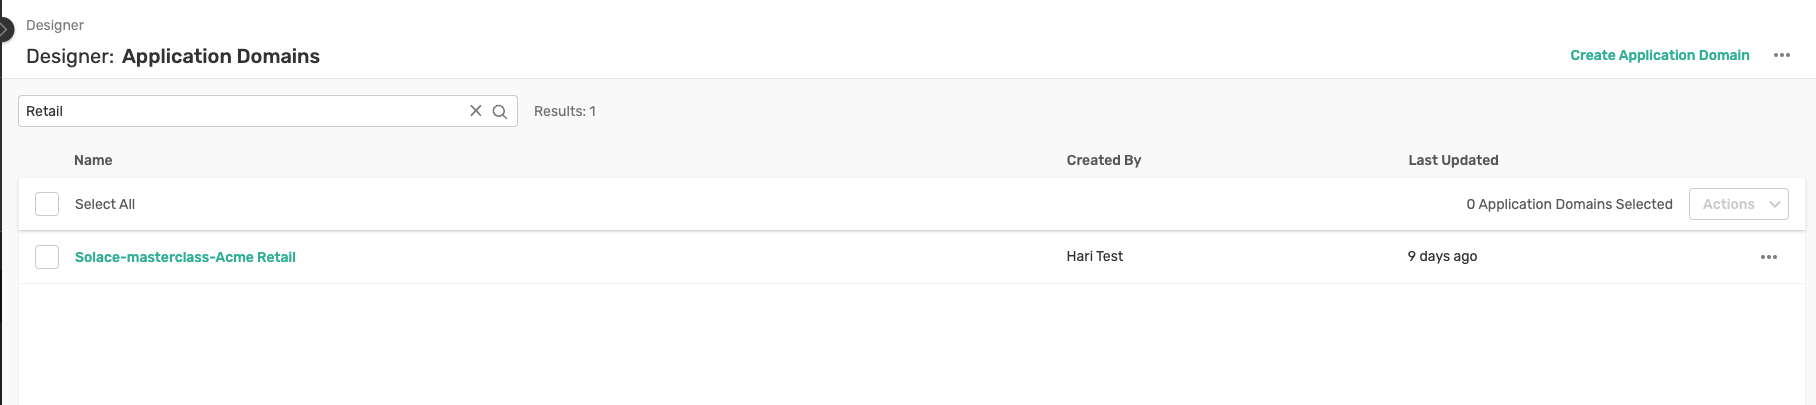 Designer
Designer: Application Domains
Create Application Domain
Retail
Results: 1
Name Created By Last Updated
Select All 0 Application Domains Selected Actions
Solace-masterclass-Acme Retail Hari Test 9 days ago